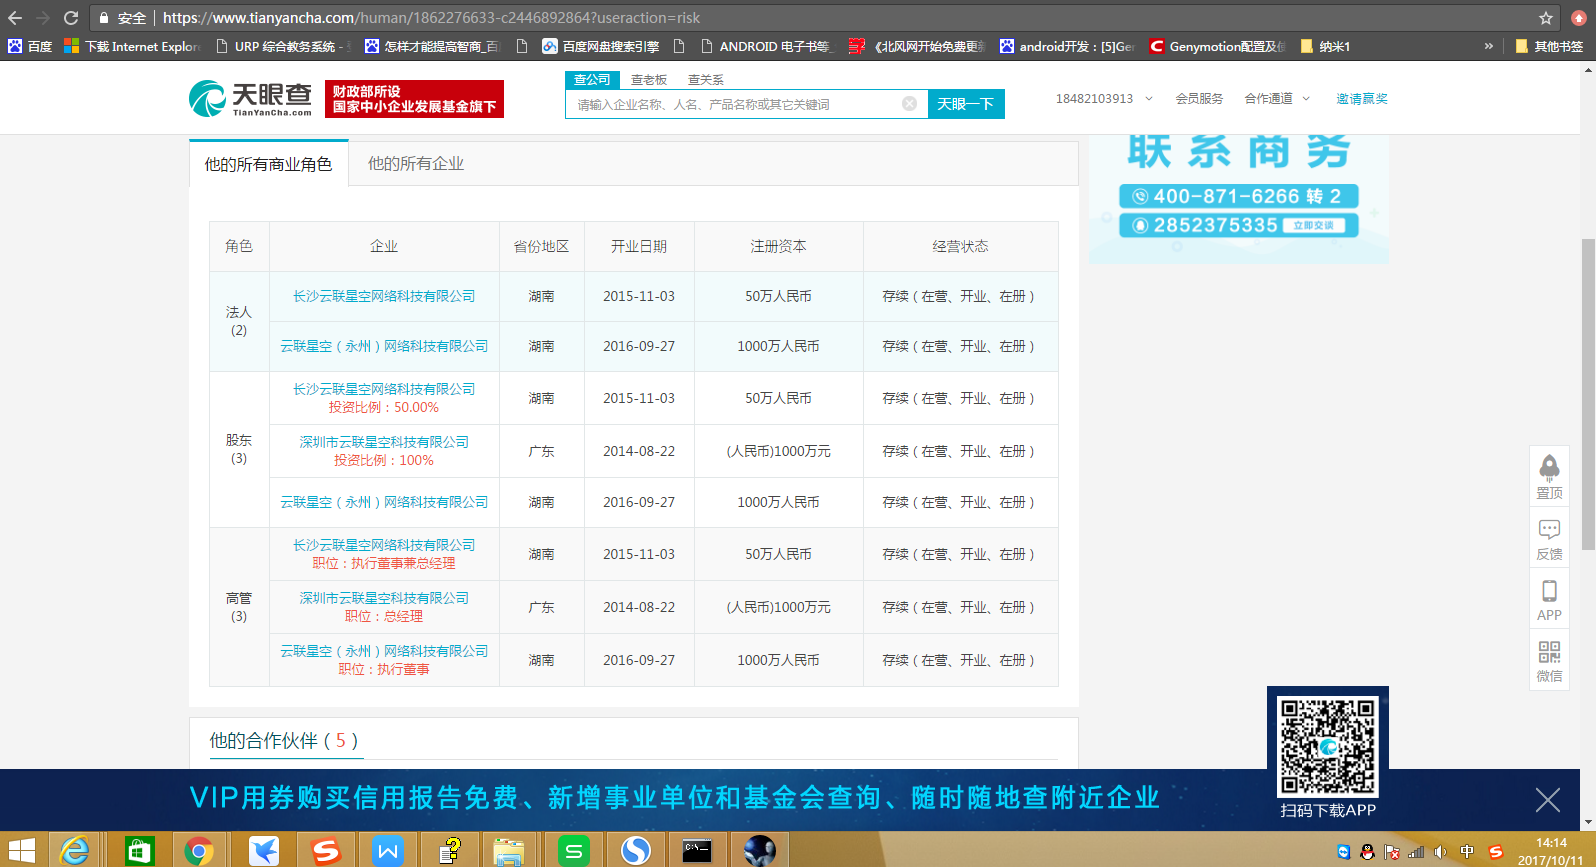 安全 | https://www.tianyancha.com/human/1862276633-c2446892864?useraction=risk
百度 下载 Internet Explor URP 综合教务系统 - 怎样才能提高智商_百 百度网盘搜索引擎 ANDROID 电子书等_ 《北风网开始免费更新 android开发：[5]Ger Genymotion配置及使 纳米1 » 其他书签
天眼查
TianYanCha.com
财政部所设
国家中小企业发展基金旗下
查公司 查老板 查关系
请输入企业名称、人名、产品名称或其它关键词 天眼一下
18482103913 会员服务 合作通道 邀请赢奖
他的所有商业角色 他的所有企业
联系商务
400-871-6266 转 2
2852375335 立即交谈
角色 企业 省份地区 开业日期 注册资本 经营状态
法人
(2)
长沙云联星空网络科技有限公司 湖南 2015-11-03 50万人民币 存续（在营、开业、在册）
云联星空（永州）网络科技有限公司 湖南 2016-09-27 1000万人民币 存续（在营、开业、在册）
股东
(3)
长沙云联星空网络科技有限公司
投资比例：50.00%
湖南 2015-11-03 50万人民币 存续（在营、开业、在册）
深圳市云联星空科技有限公司
投资比例：100%
广东 2014-08-22 (人民币)1000万元 存续（在营、开业、在册）
云联星空（永州）网络科技有限公司 湖南 2016-09-27 1000万人民币 存续（在营、开业、在册）
高管
(3)
长沙云联星空网络科技有限公司
职位：执行董事兼总经理
湖南 2015-11-03 50万人民币 存续（在营、开业、在册）
深圳市云联星空科技有限公司
职位：总经理
广东 2014-08-22 (人民币)1000万元 存续（在营、开业、在册）
云联星空（永州）网络科技有限公司
职位：执行董事
湖南 2016-09-27 1000万人民币 存续（在营、开业、在册）
置顶
反馈
APP
微信
他的合作伙伴（5）
VIP用券购买信用报告免费、新增事业单位和基金会查询、随时随地查附近企业
扫码下载APP
中
14:14
2017/10/11